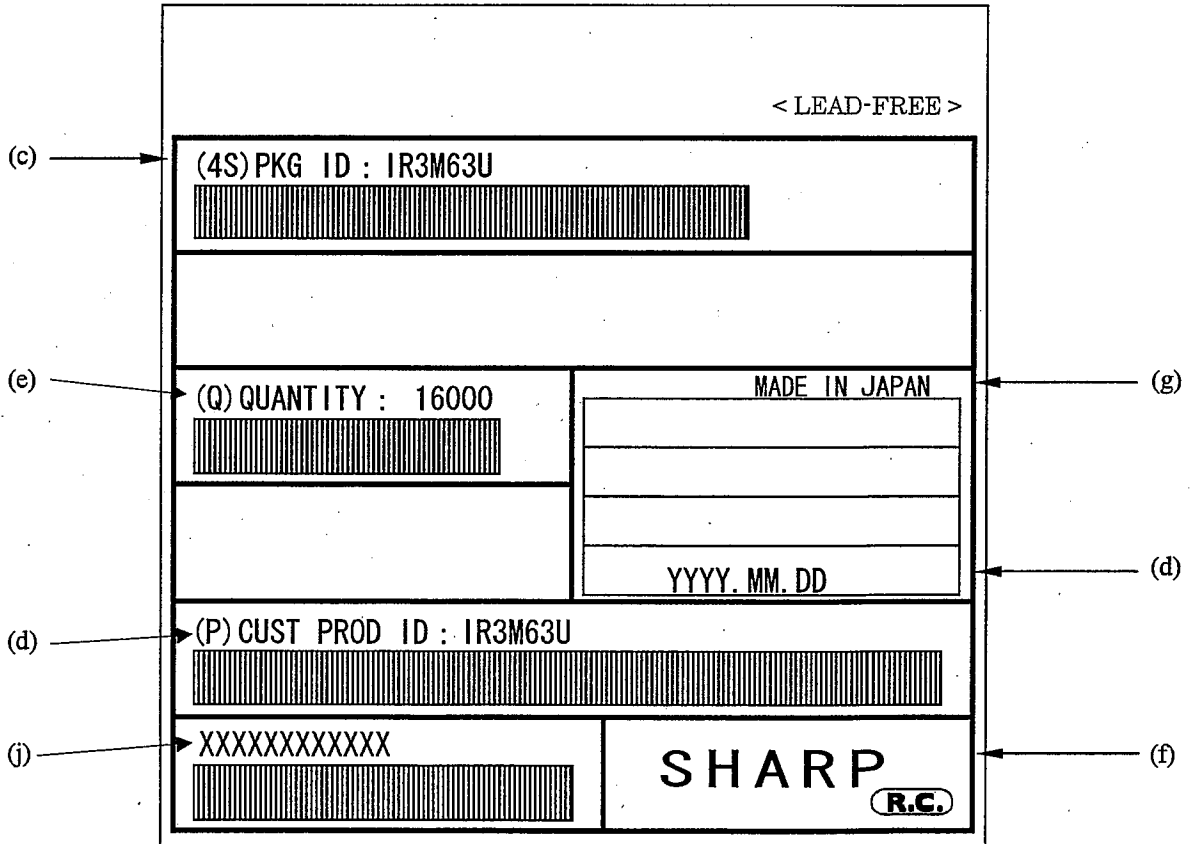 < LEAD-FREE >
(c)
(4S)PKG ID : IR3M63U
(e)
(Q)QUANTITY : 16000
MADE IN JAPAN
(g)
YYYY.MM.DD
(d)
(d)
(P)CUST PROD ID : IR3M63U
(j)
XXXXXXXXXXXX
SHARP
R.C.
(f)